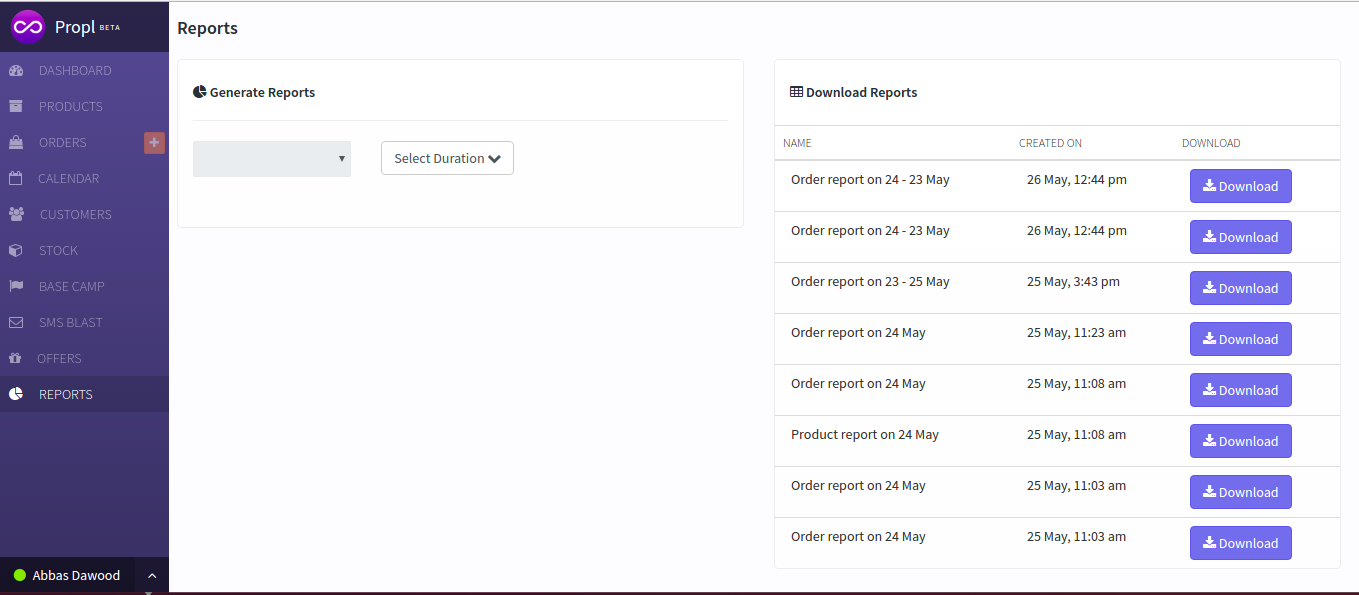 Propl BETA
DASHBOARD
PRODUCTS
ORDERS +
CALENDAR
CUSTOMERS
STOCK
BASE CAMP
SMS BLAST
OFFERS
REPORTS
Abbas Dawood
Reports
Generate Reports
Select Duration
Download Reports
NAME CREATED ON DOWNLOAD
Order report on 24 - 23 May 26 May, 12:44 pm Download
Order report on 24 - 23 May 26 May, 12:44 pm Download
Order report on 23 - 25 May 25 May, 3:43 pm Download
Order report on 24 May 25 May, 11:23 am Download
Order report on 24 May 25 May, 11:08 am Download
Product report on 24 May 25 May, 11:08 am Download
Order report on 24 May 25 May, 11:03 am Download
Order report on 24 May 25 May, 11:03 am Download